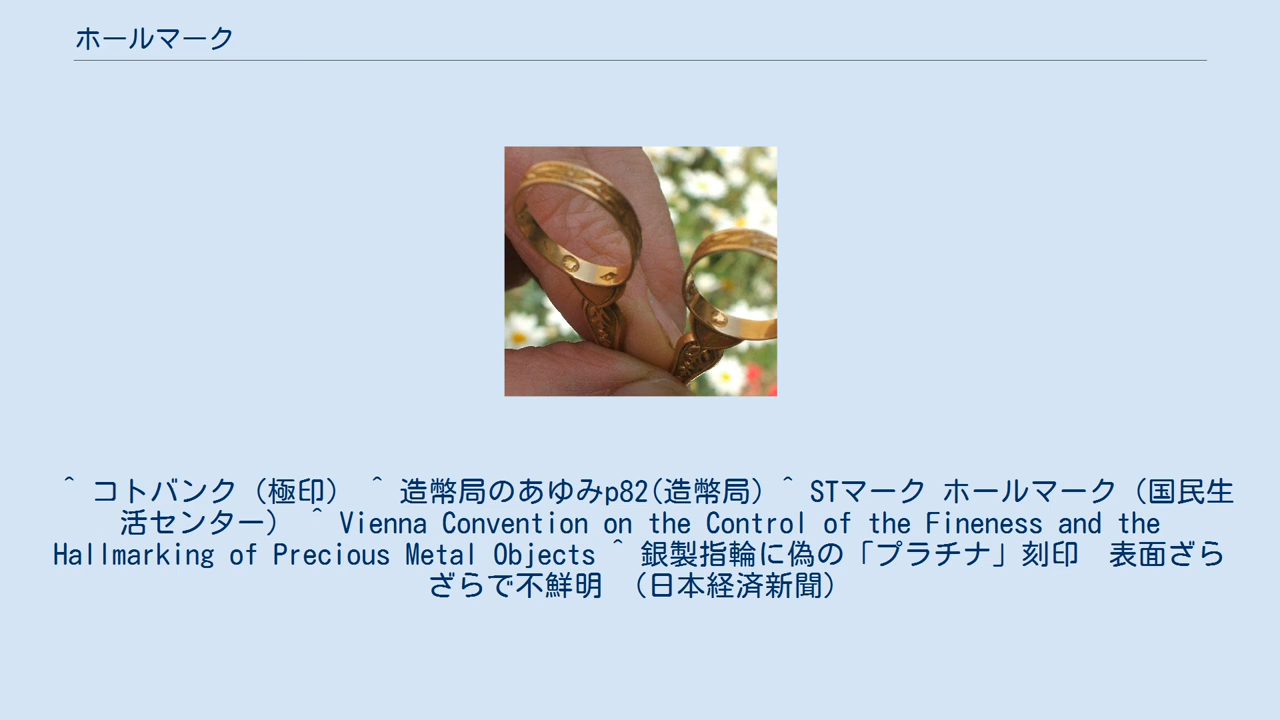 ホールマーク
^ コトバンク（極印） ^ 造幣局のあゆみp82(造幣局) ^ STマーク ホールマーク（国民生
活センター） ^ Vienna Convention on the Control of the Fineness and the
Hallmarking of Precious Metal Objects ^ 銀製指輪に偽の「プラチナ」刻印　表面ざら
ざらで不鮮明 （日本経済新聞）